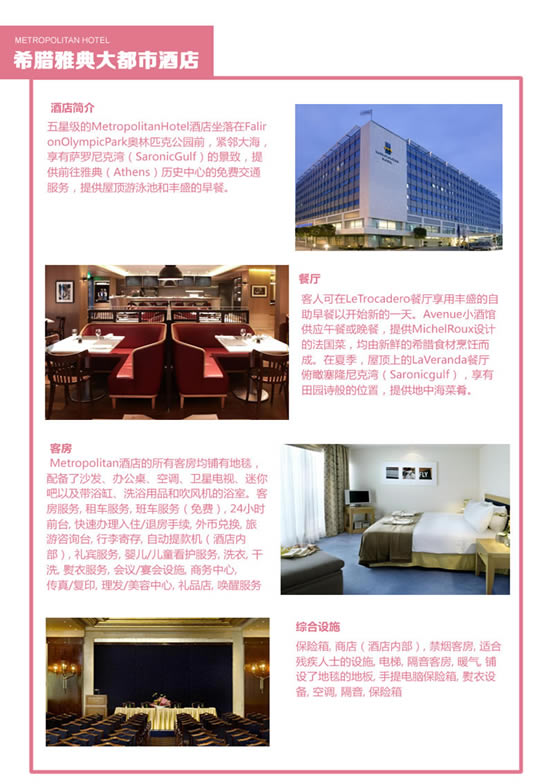 METROPOLITAN HOTEL
希腊雅典大都市酒店
酒店简介
五星级的MetropolitanHotel酒店坐落在Falir
onOlympicPark奥林匹克公园前，紧邻大海，
享有萨罗尼克湾（SaronicGulf）的景致，提
供前往雅典（Athens）历史中心的免费交通
服务，提供屋顶游泳池和丰盛的早餐。
餐厅
客人可在LeTrocadero餐厅享用丰盛的自
助早餐以开始新的一天。Avenue小酒馆
供应午餐或晚餐，提供MichelRoux设计
的法国菜，均由新鲜的希腊食材烹饪而
成。在夏季，屋顶上的LaVeranda餐厅
俯瞰塞隆尼克湾（Saronicgulf），享有
田园诗般的位置，提供地中海菜肴。
客房
Metropolitan酒店的所有客房均铺有地毯，
配备了沙发、办公桌、空调、卫星电视、迷你
吧以及带浴缸、洗浴用品和吹风机的浴室。客
房服务, 租车服务, 班车服务（免费）, 24小时
前台, 快速办理入住/退房手续, 外币兑换, 旅
游咨询台, 行李寄存, 自动提款机（酒店内
部）, 礼宾服务, 婴儿/儿童看护服务, 洗衣, 干
洗, 熨衣服务, 会议/宴会设施, 商务中心,
传真/复印, 理发/美容中心, 礼品店, 唤醒服务
综合设施
保险箱, 商店（酒店内部）, 禁烟客房, 适合
残疾人士的设施, 电梯, 隔音客房, 暖气, 铺
设了地毯的地板, 手提电脑保险箱, 熨衣设
备, 空调, 隔音, 保险箱